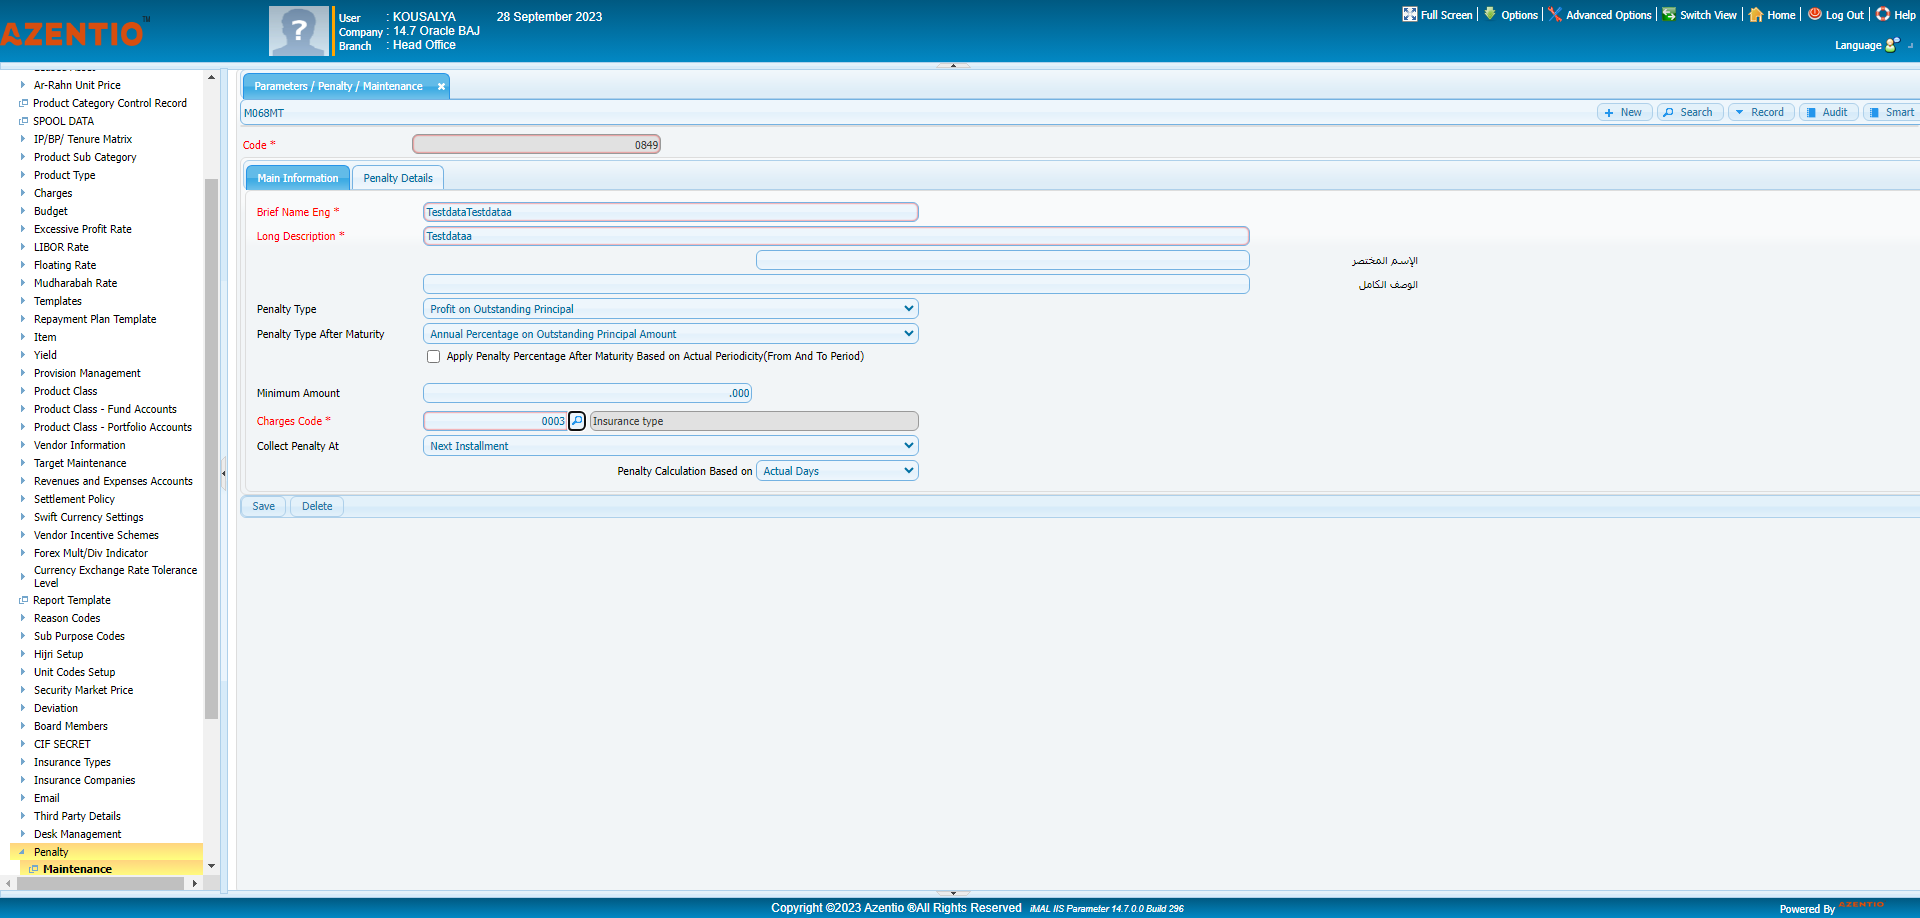 AZENTIO™
User : KOUSALYA 28 September 2023
Company : 14.7 Oracle BAJ
Branch : Head Office
Full Screen Options Advanced Options Switch View Home Log Out Help
Language
Ar-Rahn Unit Price
Product Category Control Record
SPOOL DATA
IP/BP/ Tenure Matrix
Product Sub Category
Product Type
Charges
Budget
Excessive Profit Rate
LIBOR Rate
Floating Rate
Mudharabah Rate
Templates
Repayment Plan Template
Item
Yield
Provision Management
Product Class
Product Class - Fund Accounts
Product Class - Portfolio Accounts
Vendor Information
Target Maintenance
Revenues and Expenses Accounts
Settlement Policy
Swift Currency Settings
Vendor Incentive Schemes
Forex Mult/Div Indicator
Currency Exchange Rate Tolerance
Level
Report Template
Reason Codes
Sub Purpose Codes
Hijri Setup
Unit Codes Setup
Security Market Price
Deviation
Board Members
CIF SECRET
Insurance Types
Insurance Companies
Email
Third Party Details
Desk Management
Penalty
Maintenance
Parameters / Penalty / Maintenance
M068MT
New Search Record Audit Smart
Code * 0849
Main Information Penalty Details
Brief Name Eng * TestdataTestdataa
Long Description * Testdataa
الإسم المختصر
الوصف الكامل
Penalty Type Profit on Outstanding Principal
Penalty Type After Maturity Annual Percentage on Outstanding Principal Amount
Apply Penalty Percentage After Maturity Based on Actual Periodicity(From And To Period)
Minimum Amount .000
Charges Code * 0003 Insurance type
Collect Penalty At Next Installment
Penalty Calculation Based on Actual Days
Save Delete
Copyright ©2023 Azentio ®All Rights Reserved iMAL IIS Parameter 14.7.0.0 Build 296
Powered By AZENTIO